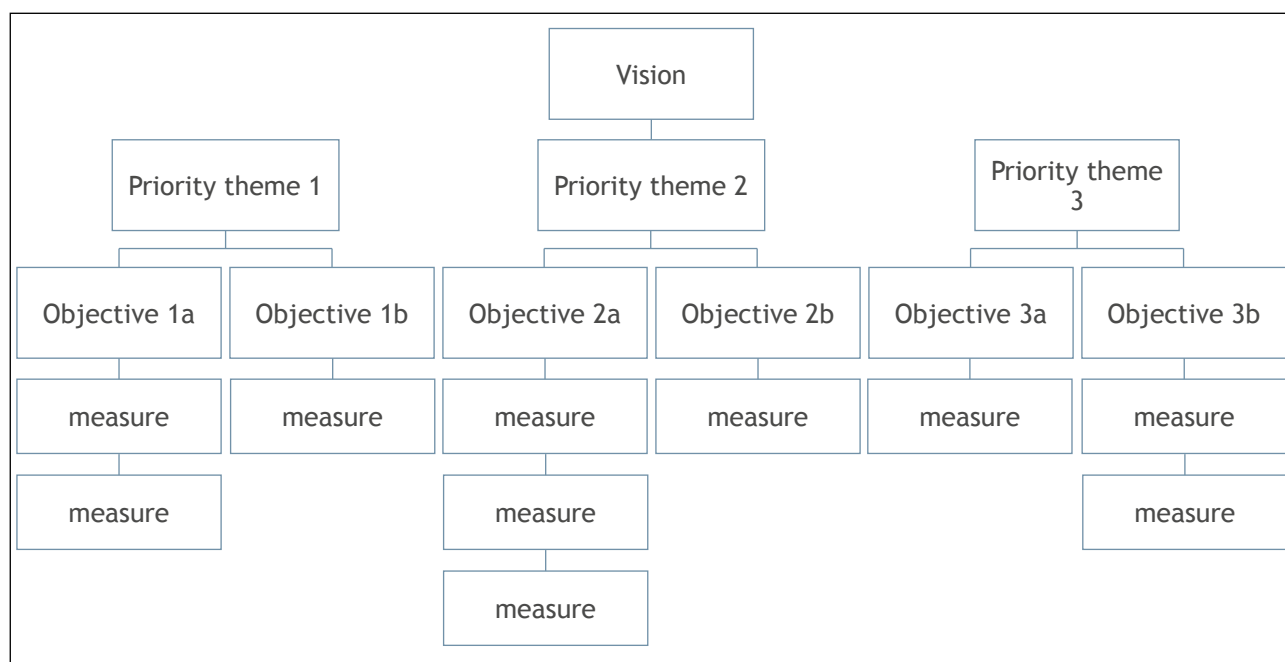 Vision
Priority theme 1
Priority theme 2
Priority theme
3
Objective 1a
Objective 1b
Objective 2a
Objective 2b
Objective 3a
Objective 3b
measure
measure
measure
measure
measure
measure
measure
measure
measure
measure